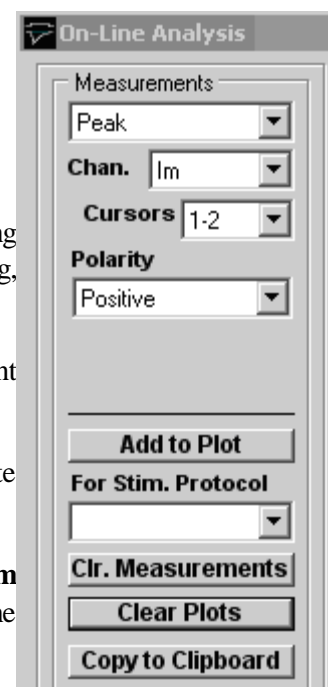 On-Line Analysis
Measurements
Peak
Chan. Im
Cursors 1-2
Polarity
Positive
Add to Plot
For Stim. Protocol
Clr. Measurements
Clear Plots
Copy to Clipboard